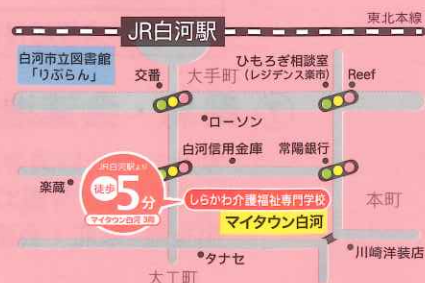 東北本線
JR白河駅
白河市立図書館
「りぶらん」
交番
大手町
ひもろぎ相談室
(レジデンス楽市)
Reef
ローソン
白河信用金庫
常陽銀行
JR白河駅より
徒歩5分
マイタウン白河 3階
楽蔵
しらかわ介護福祉専門学校
マイタウン白河
本町
タナセ
川崎洋装店
大工町